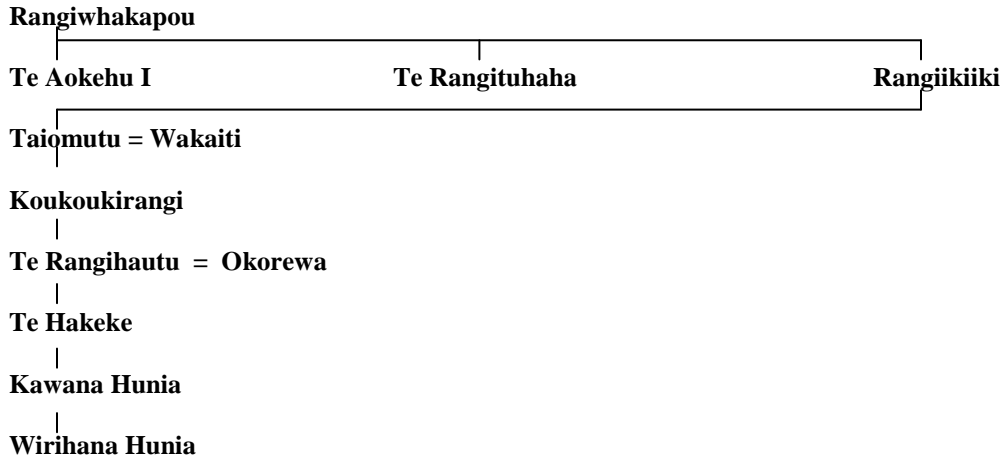 Rangiwhakapou
Te Aokehu I Te Rangituhaha Rangiikiiki
Taiomutu = Wakaiti
Koukoukirangi
Te Rangihautu = Okorewa
Te Hakeke
Kawana Hunia
Wirihana Hunia